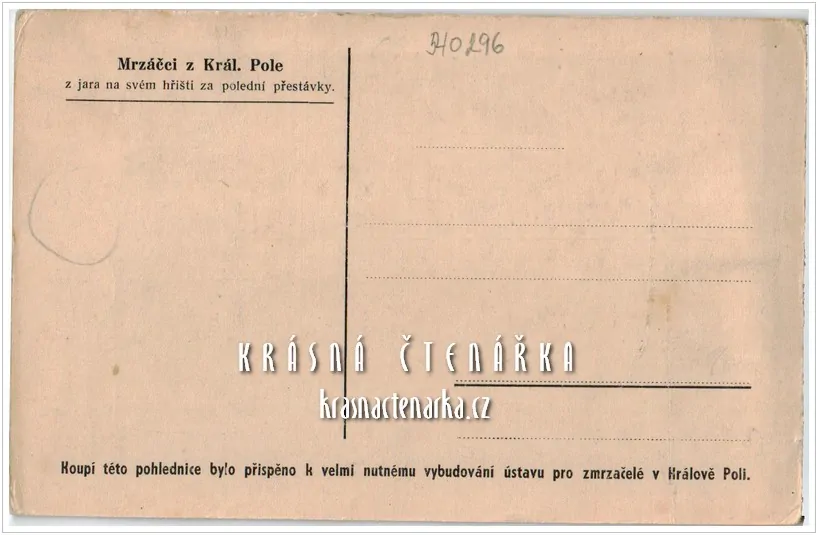 Mrzáčci z Král. Pole
z jara na svém hřišti za polední přestávky.
KRÁSNÁ ČTENÁŘKA
krasnactenarka.cz
Koupí této pohlednice bylo přispěno k velmi nutnému vybudování ústavu pro zmrzačelé v Králově Poli.